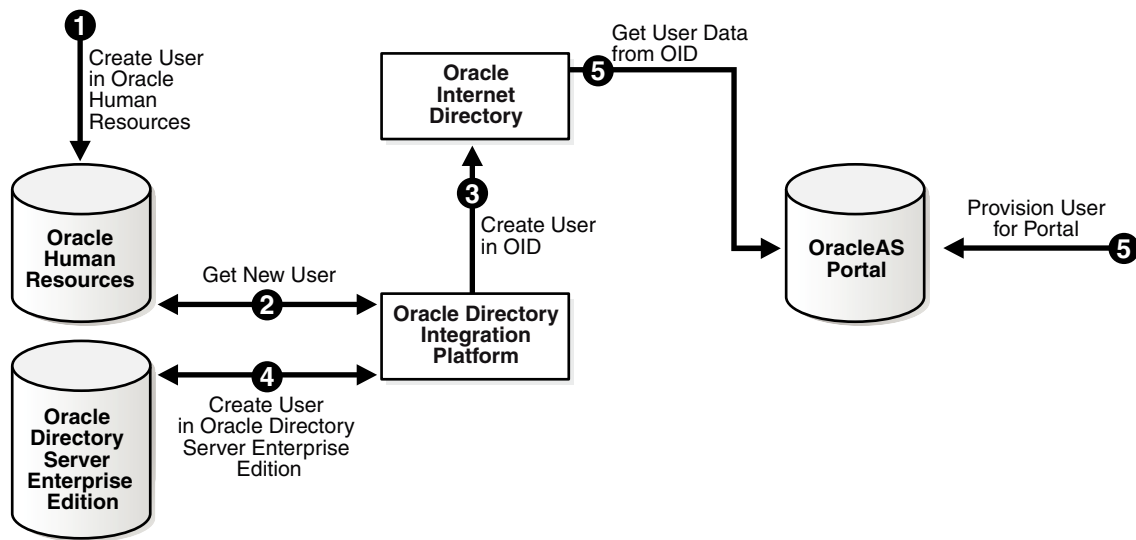 1
Create User
in Oracle
Human
Resources
Oracle
Human
Resources
Get New User
2
Oracle
Directory
Server
Enterprise
Edition
4
Create User
in Oracle Directory
Server Enterprise
Edition
Oracle Directory
Integration
Platform
3
Create User
in OID
Oracle
Internet
Directory
Get User Data
from OID
5
OracleAS
Portal
Provision User
for Portal
5